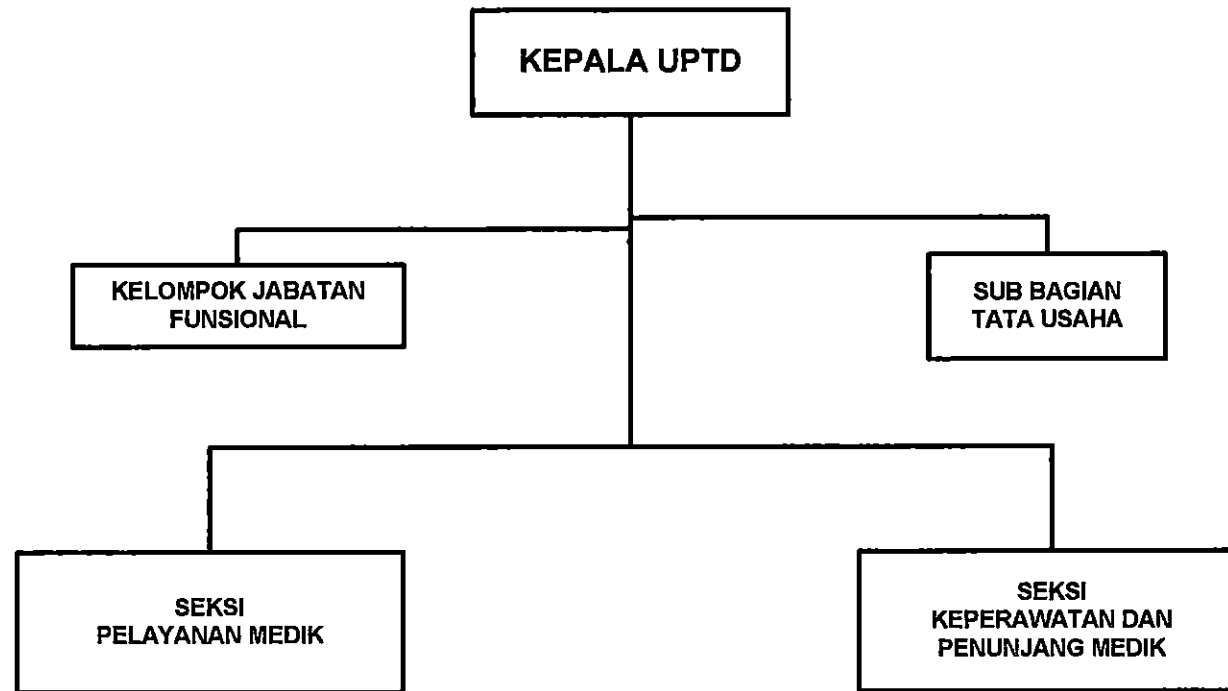 KEPALA UPTD
KELOMPOK JABATAN
FUNSIONAL
SUB BAGIAN
TATA USAHA
SEKSI
PELAYANAN MEDIK
SEKSI
KEPERAWATAN DAN
PENUNJANG MEDIK